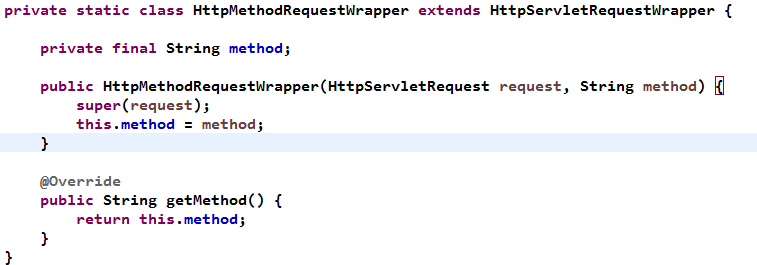 private static class HttpMethodRequestWrapper extends HttpServletRequestWrapper {
private final String method;
public HttpMethodRequestWrapper(HttpServletRequest request, String method) {
super(request);
this.method = method;
}
@Override
public String getMethod() {
return this.method;
}
}